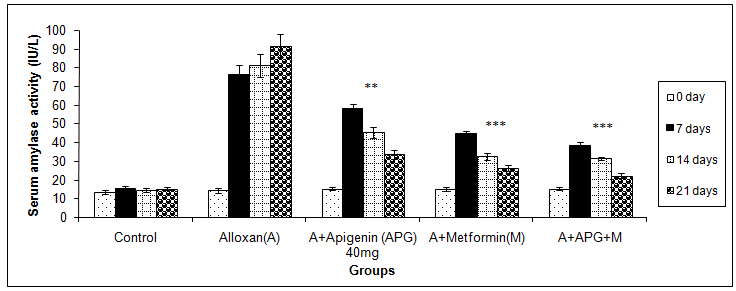 Serum amylase activity (IU/L)
100
90
80
70
60
50
40
30
20
10
0
**
***
***
Control
Alloxan(A)
A+Apigenin (APG)
40mg
A+Metformin(M)
A+APG+M
Groups
0 day
7 days
14 days
21 days